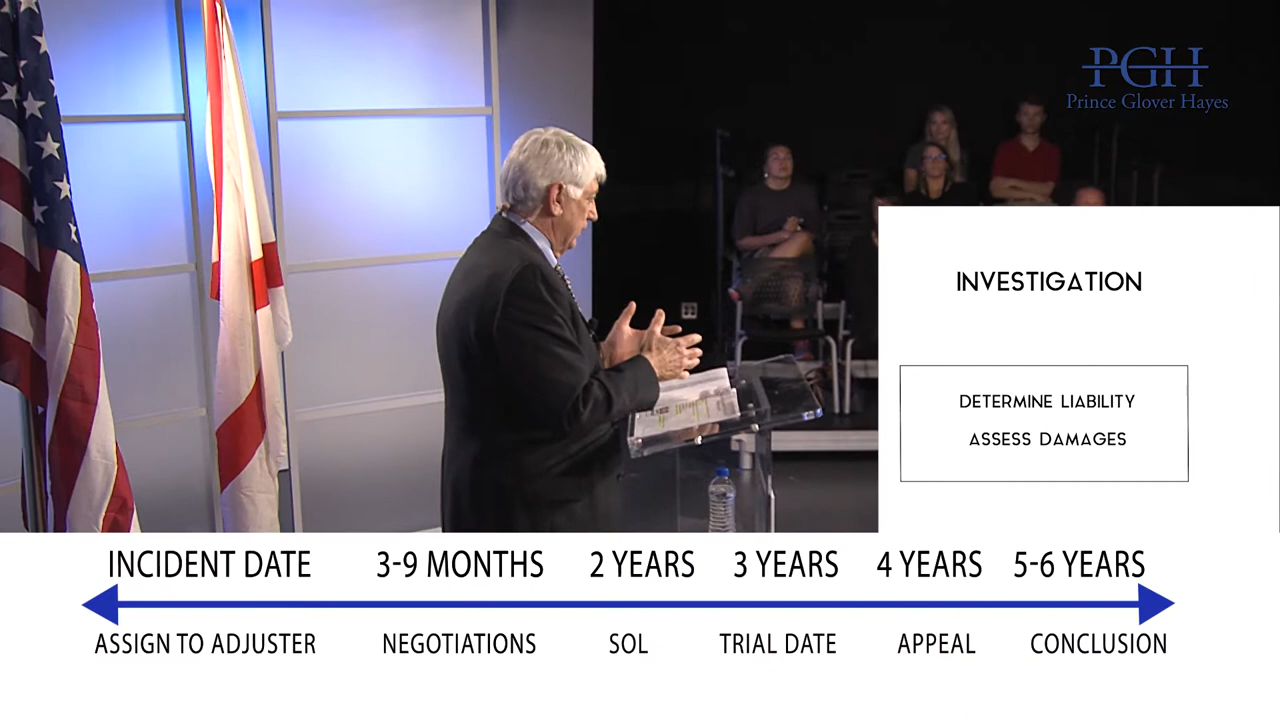 PGH
Prince Glover Hayes
INVESTIGATION
DETERMINE LIABILITY
ASSESS DAMAGES
INCIDENT DATE 3-9 MONTHS 2 YEARS 3 YEARS 4 YEARS 5-6 YEARS
ASSIGN TO ADJUSTER NEGOTIATIONS SOL TRIAL DATE APPEAL CONCLUSION